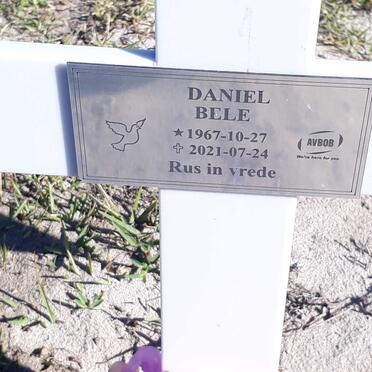 DANIEL
BELE
★ 1967-10-27
✝ 2021-07-24
Rus in vrede
AVBOB
We're here for you